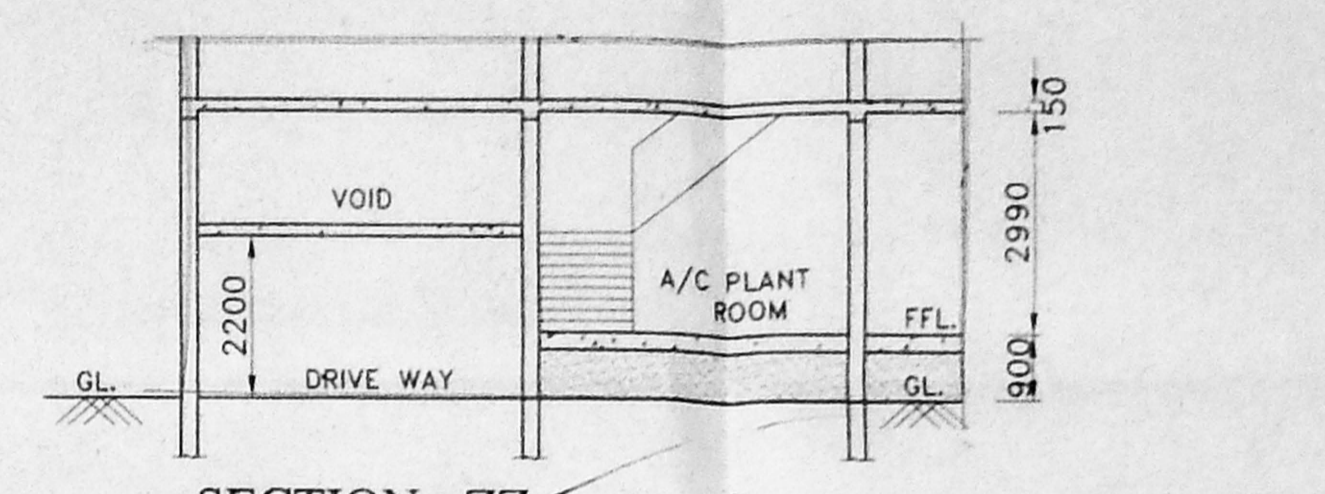 150
VOID
2990
A/C PLANT
ROOM
2200
FFL.
GL.
DRIVE WAY
GL.
900